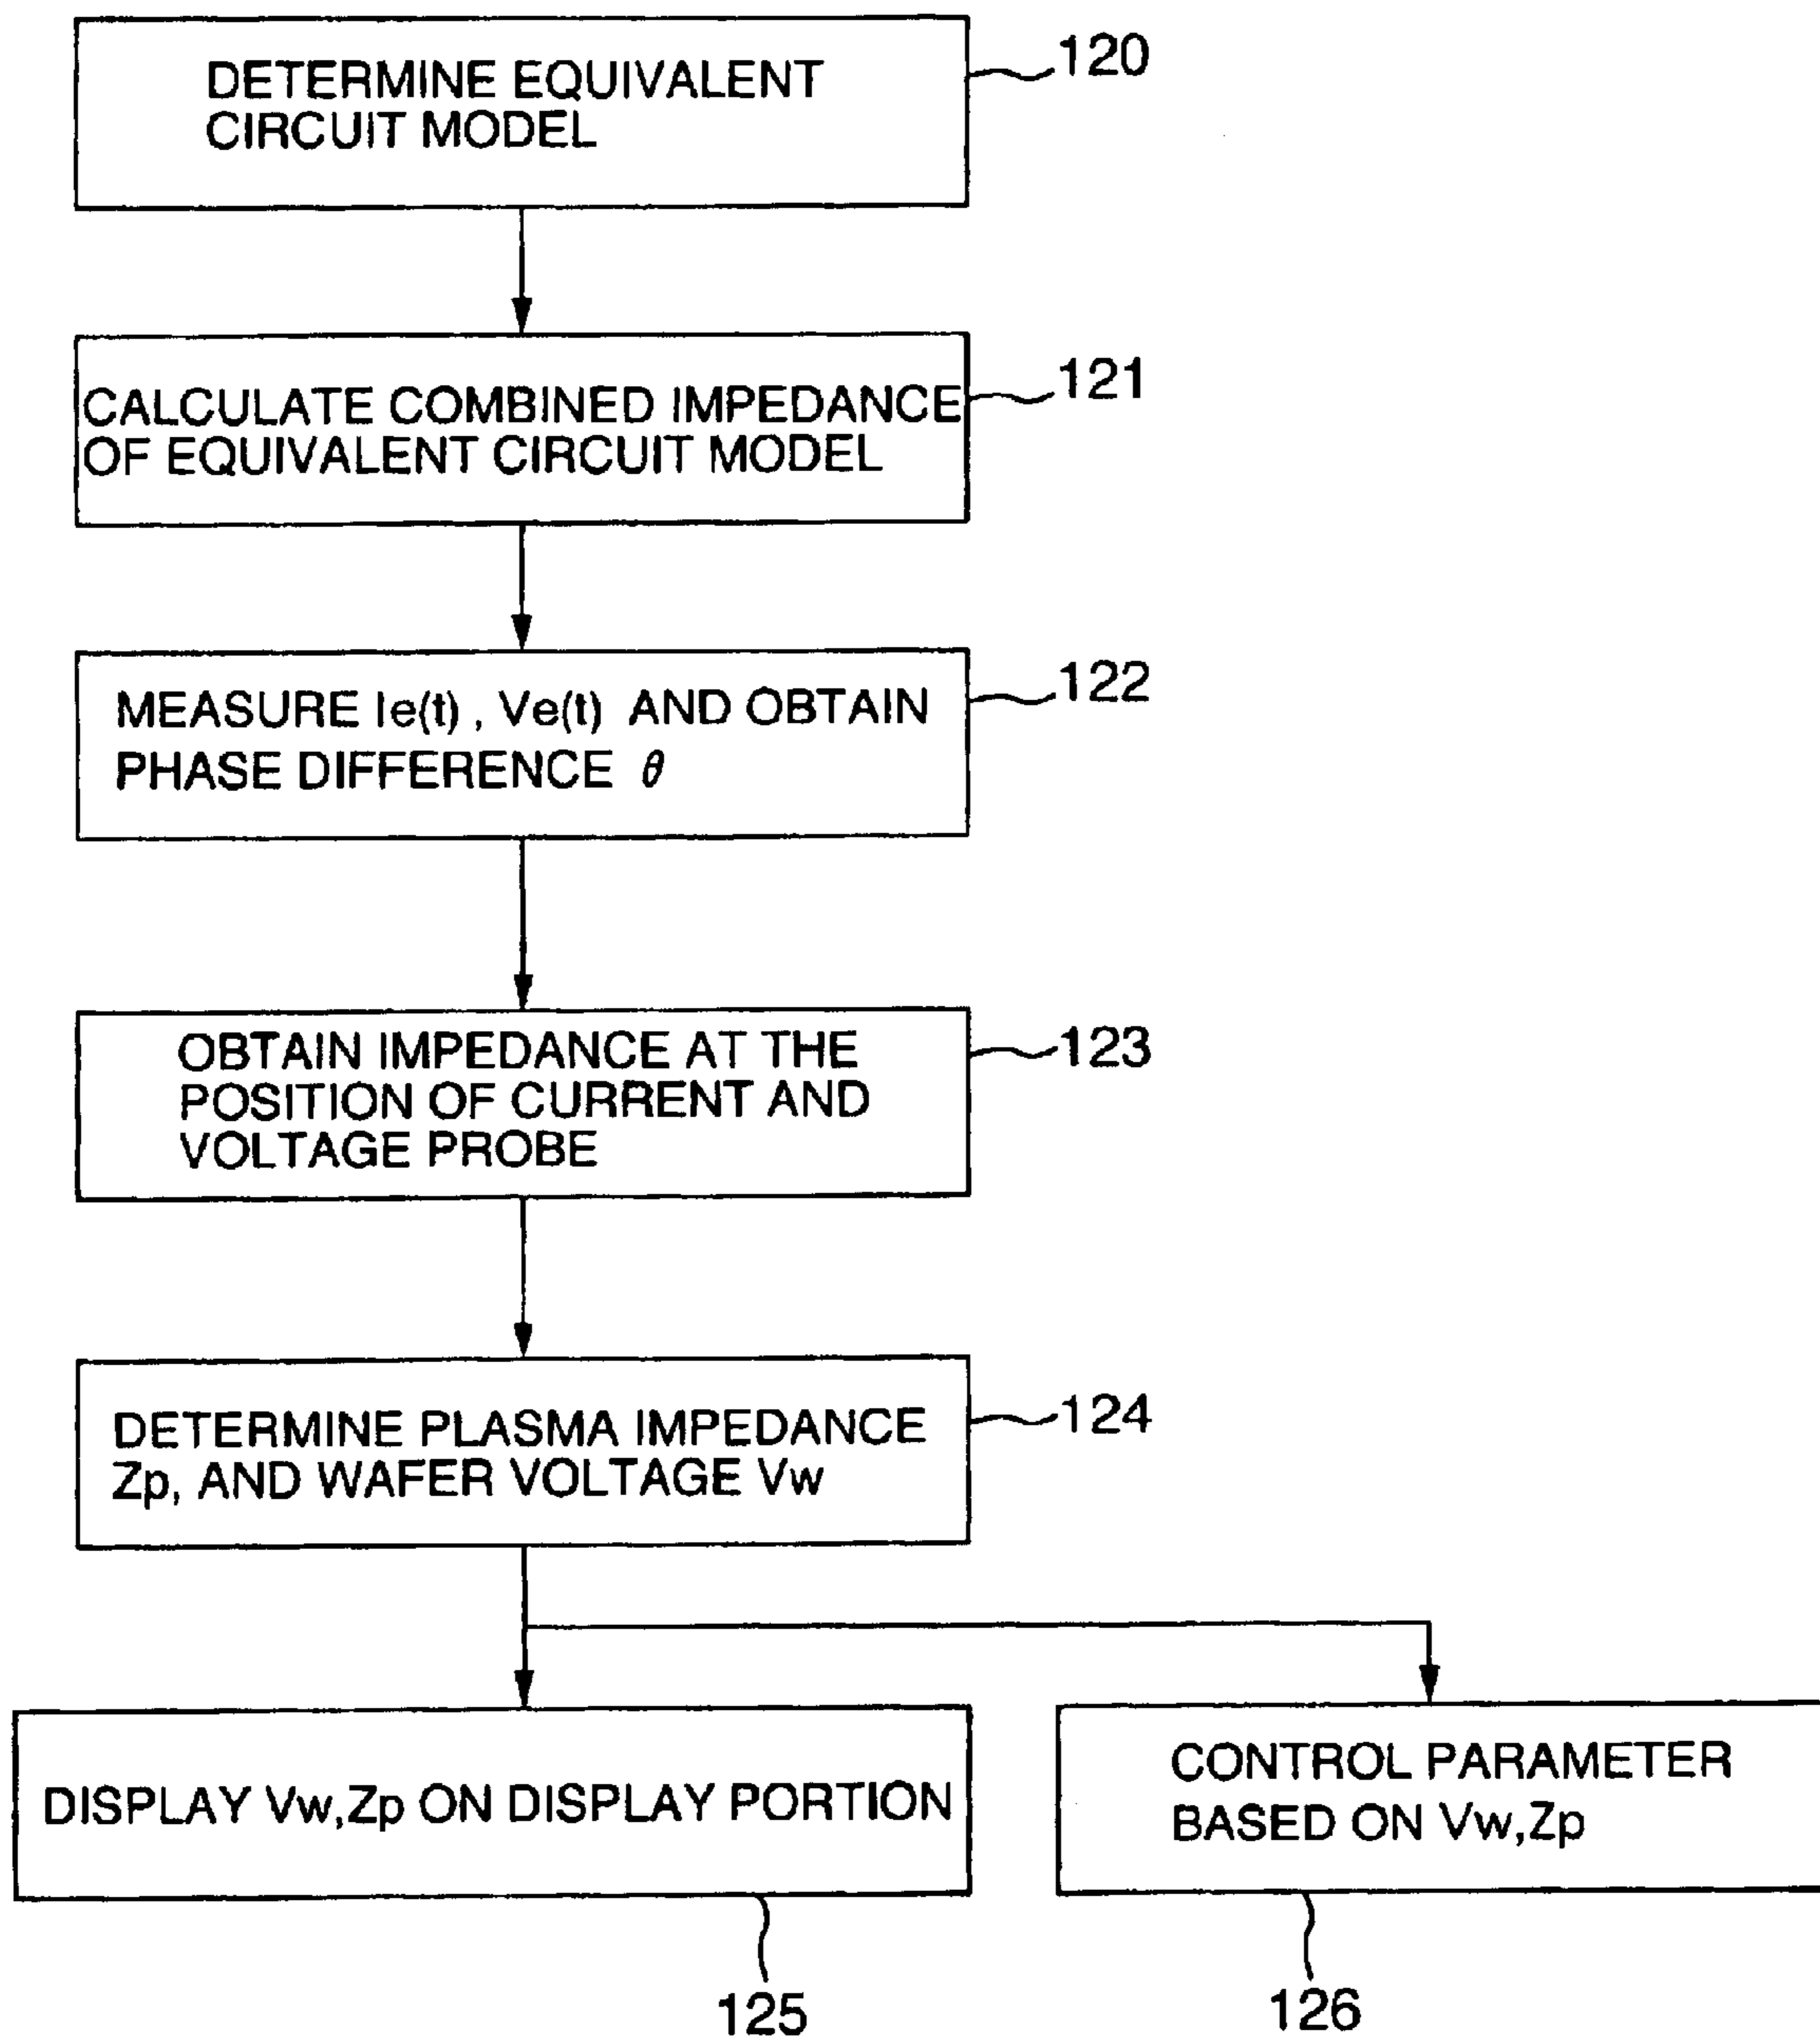 DETERMINE EQUIVALENT
CIRCUIT MODEL
120
CALCULATE COMBINED IMPEDANCE
OF EQUIVALENT CIRCUIT MODEL
121
MEASURE Ie(t), Ve(t) AND OBTAIN
PHASE DIFFERENCE θ
122
OBTAIN IMPEDANCE AT THE
POSITION OF CURRENT AND
VOLTAGE PROBE
123
DETERMINE PLASMA IMPEDANCE
Zp, AND WAFER VOLTAGE Vw
124
DISPLAY Vw,Zp ON DISPLAY PORTION
125
CONTROL PARAMETER
BASED ON Vw,Zp
126